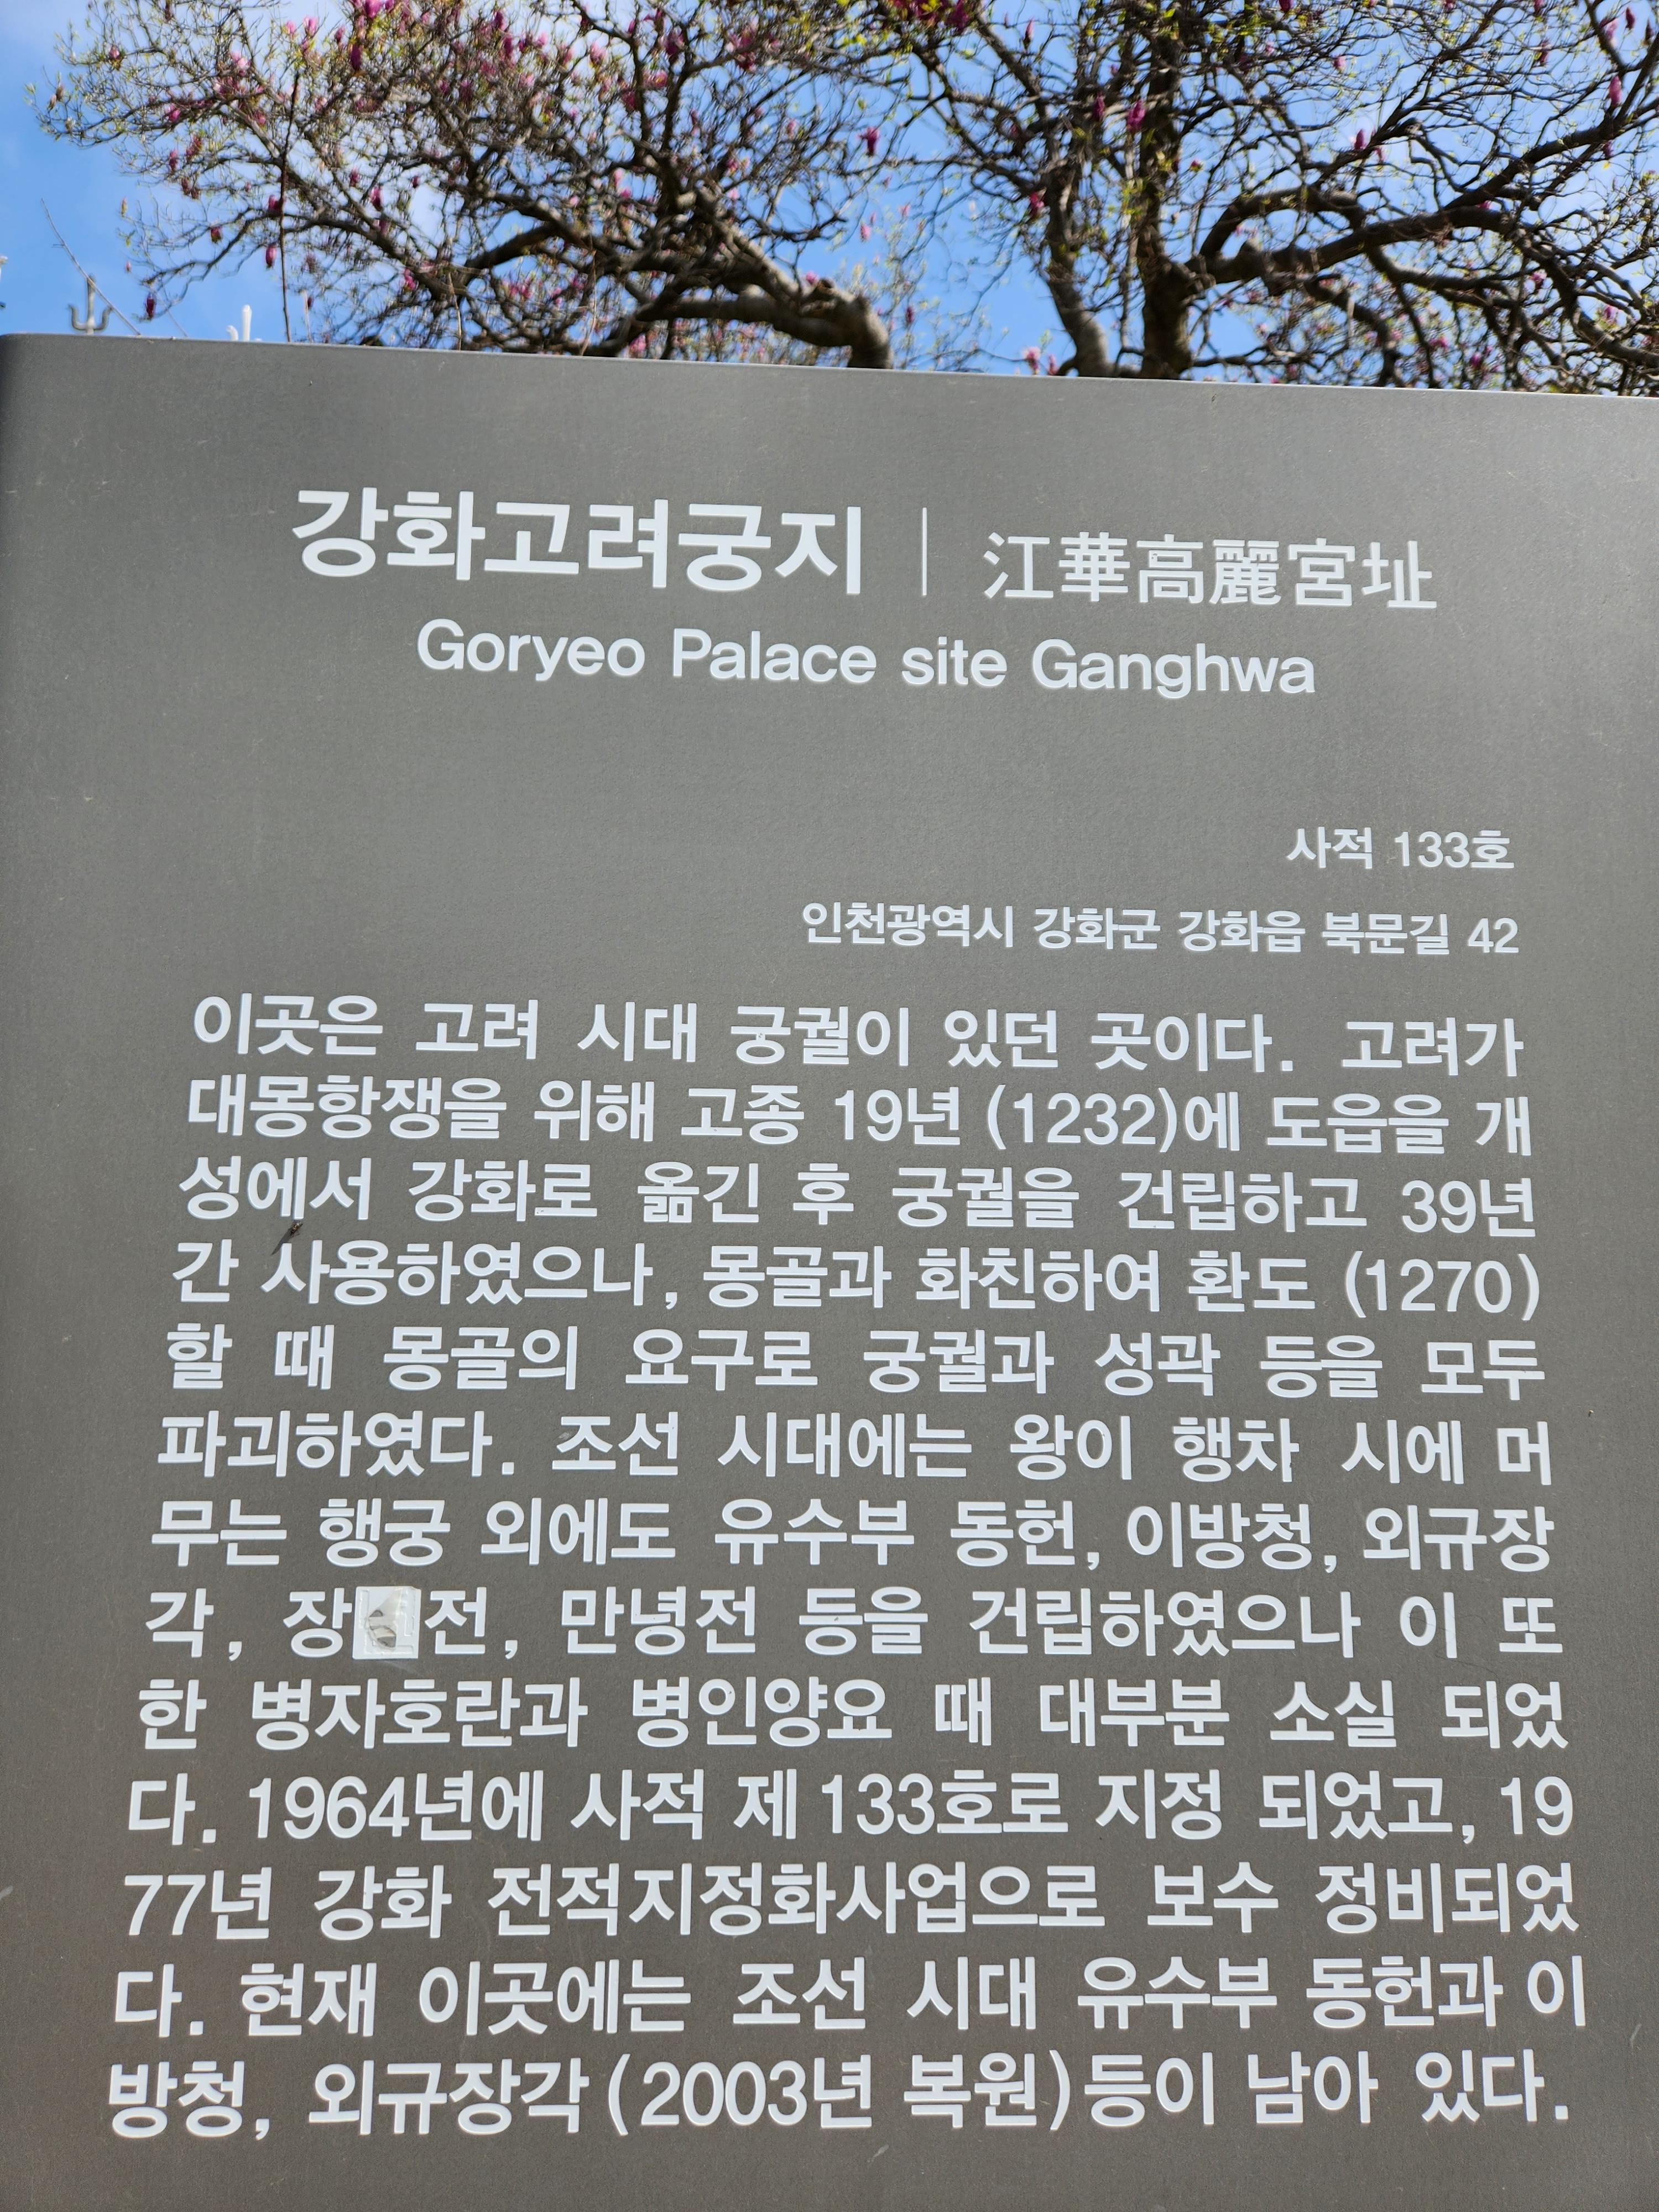 강화고려궁지 | 江華高麗宮址
Goryeo Palace site Ganghwa
사적 133호
인천광역시 강화군 강화읍 북문길 42
이곳은 고려 시대 궁궐이 있던 곳이다. 고려가
대몽항쟁을 위해 고종 19년 (1232)에 도읍을 개
성에서 강화로 옮긴 후 궁궐을 건립하고 39년
간 사용하였으나, 몽골과 화친하여 환도 (1270)
할 때 몽골의 요구로 궁궐과 성곽 등을 모두
파괴하였다. 조선 시대에는 왕이 행차 시에 머
무는 행궁 외에도 유수부 동헌, 이방청, 외규장
각, 만녕전 등을 건립하였으나 이 또
한 병자호란과 병인양요 때 대부분 소실 되었
다. 1964년에 사적 제133호로 지정 되었고, 19
77년 강화 전적지정화사업으로 보수 정비되었
다. 현재 이곳에는 조선 시대 유수부 동헌과 이
방청, 외규장각(2003년 복원)등이 남아 있다.